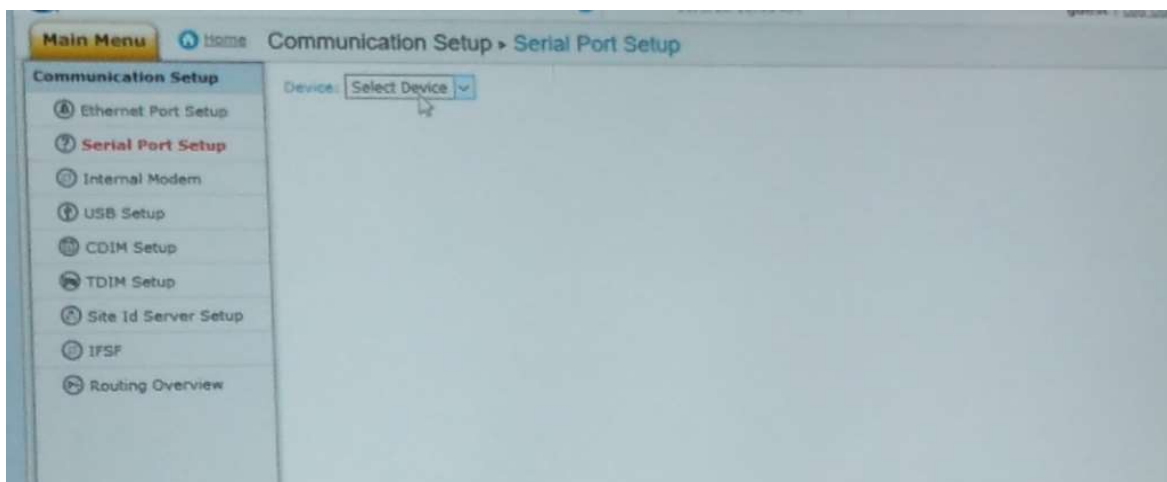 Main Menu
Home
Communication Setup ▸ Serial Port Setup
Communication Setup
Device: Select Device
Ethernet Port Setup
Serial Port Setup
Internal Modem
USB Setup
CDIM Setup
TDIM Setup
Site Id Server Setup
IFSF
Routing Overview